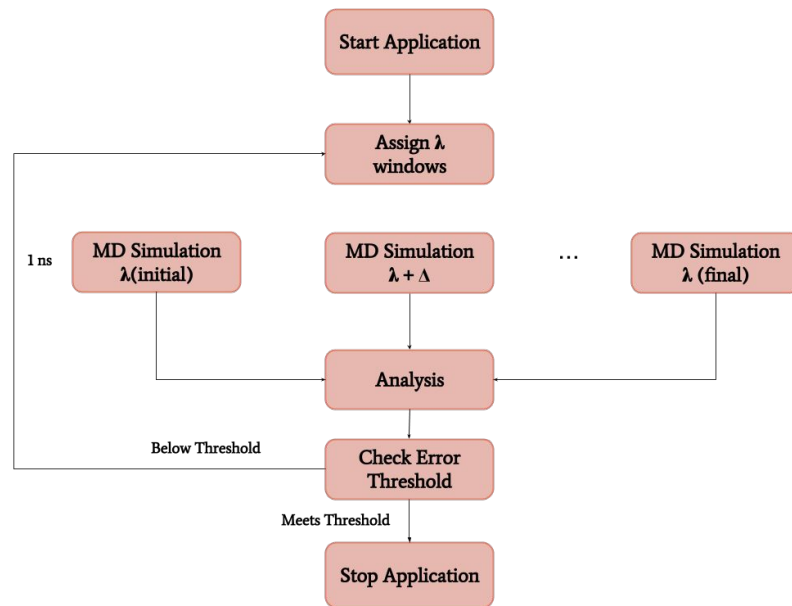 Start Application
Assign λ
windows
1 ns
MD Simulation
λ(initial)
MD Simulation
λ + Δ
...
MD Simulation
λ (final)
Analysis
Below Threshold
Check Error
Threshold
Meets Threshold
Stop Application